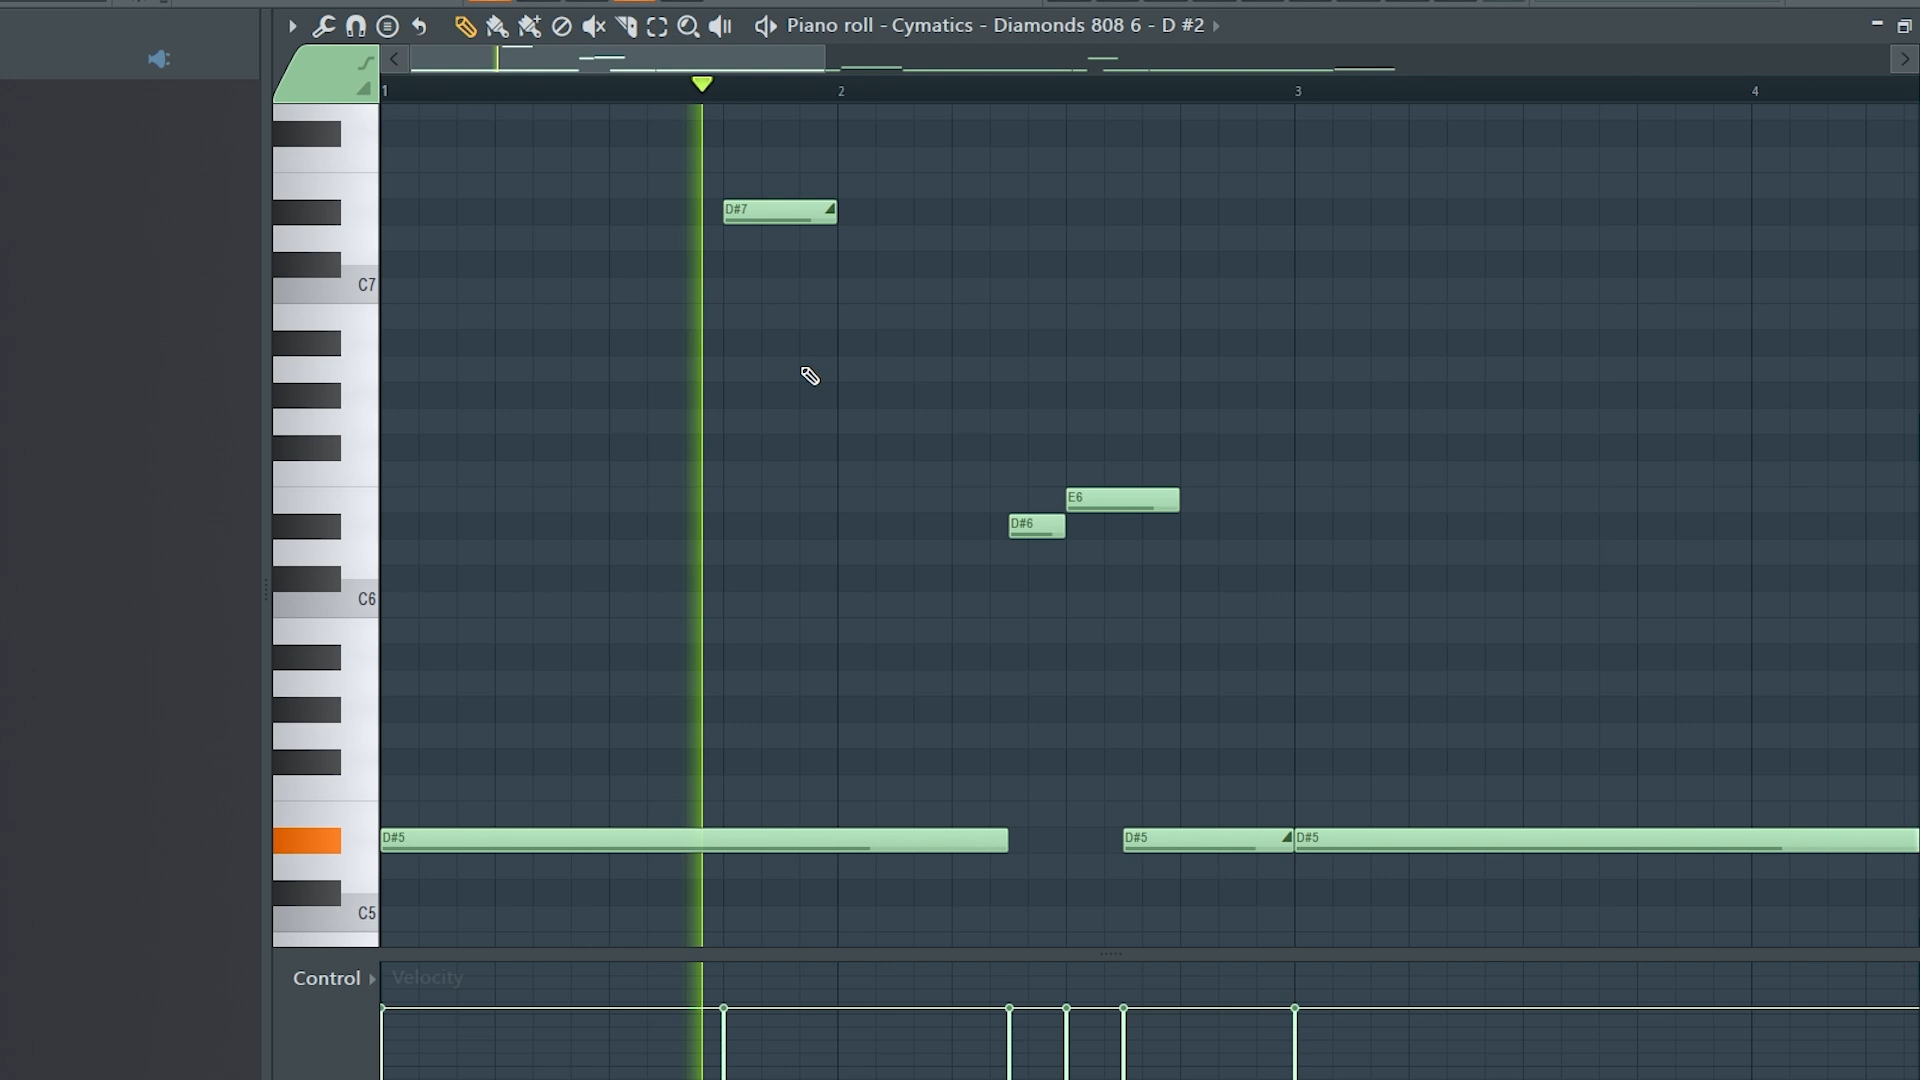 Piano roll - Cymatics - Diamonds 808 6 - D #2
1 2 3 4
D#7
C7
E6
D#6
C6
D#5 D#5 D#5
C5
Control Velocity